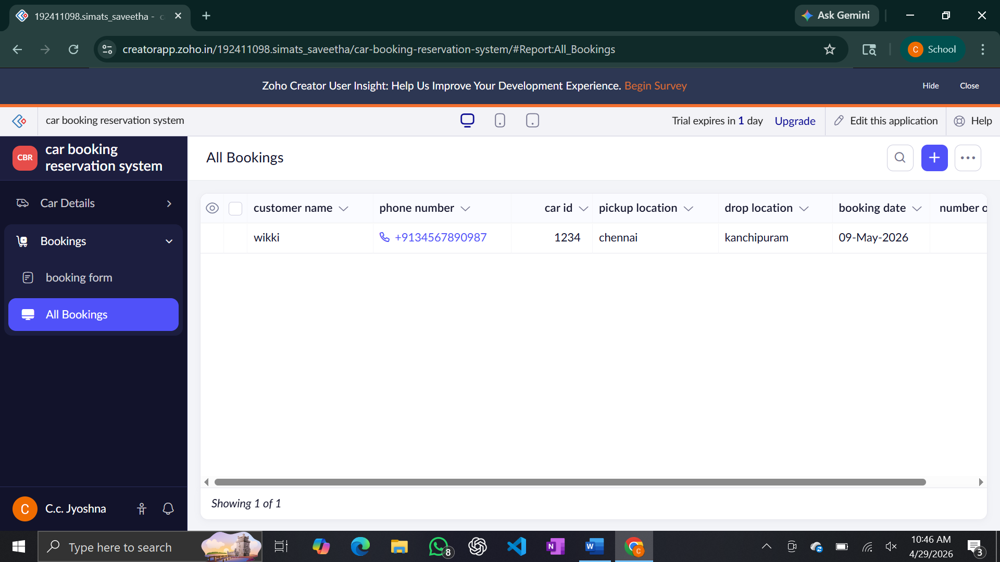 192411098.simats_saveetha -
Ask Gemini
creatorapp.zoho.in/192411098.simats_saveetha/car-booking-reservation-system/#Report:All_Bookings
C School
Zoho Creator User Insight: Help Us Improve Your Development Experience. Begin Survey
Hide Close
car booking reservation system
Trial expires in 1 day Upgrade Edit this application Help
CBR
car booking
reservation system
All Bookings
Car Details
Bookings
booking form
All Bookings
customer name phone number car id pickup location drop location booking date number o
wikki +9134567890987 1234 chennai kanchipuram 09-May-2026
Showing 1 of 1
C C.c. Jyoshna
Type here to search
8
N
W
C
10:46 AM
4/29/2026
3